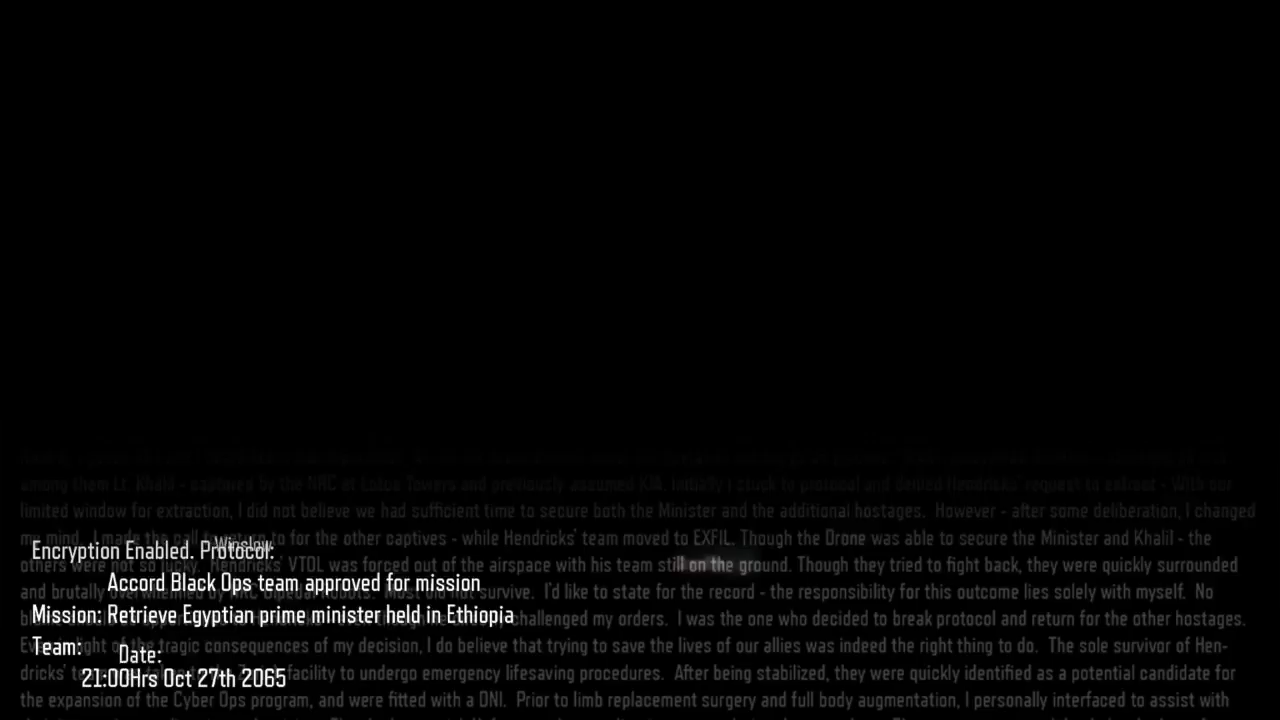 among them Lt. Khalil - captured by the NRC at Lotus Towers and previously assumed KIA. Initially I stuck to protocol and denied Hendricks' request to extract - With our
limited window for extraction, I did not believe we had sufficient time to secure both the Minister and the additional hostages. However - after some deliberation, I changed
my mind. I made the call to go to for the other captives - while Hendricks' team moved to EXFIL. Though the Drone was able to secure the Minister and Khalil - the
Winslow
Encryption Enabled. Protocol:
others were not so lucky. Hendricks' VTOL was forced out of the airspace with his team still on the ground. Though they tried to fight back, they were quickly surrounded
Accord Black Ops team approved for mission
and brutally overwhelmed by robots. Most did not survive. I'd like to state for the record - the responsibility for this outcome lies solely with myself. No
Mission: Retrieve Egyptian prime minister held in Ethiopia
challenged my orders. I was the one who decided to break protocol and return for the other hostages.
Team:
of the tragic consequences of my decision, I do believe that trying to save the lives of our allies was indeed the right thing to do. The sole survivor of Hen-
Date:
dricks' facility to undergo emergency lifesaving procedures. After being stabilized, they were quickly identified as a potential candidate for
21:00Hrs Oct 27th 2065
the expansion of the Cyber Ops program, and were fitted with a DNI. Prior to limb replacement surgery and full body augmentation, I personally interfaced to assist with